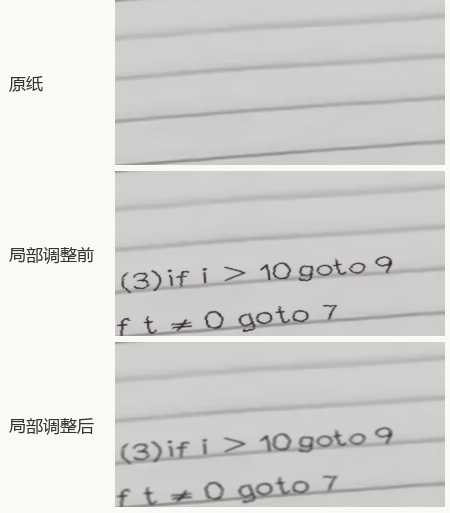 原纸
局部调整前
(3)if i > 10 goto 9
f t ≠ 0 goto 7
局部调整后
(3)if i > 10 goto 9
f t ≠ 0 goto 7